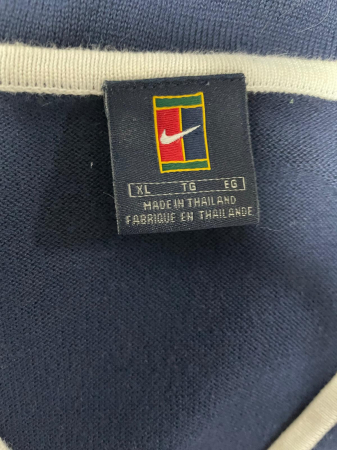 XL TG EG
MADE IN THAILAND
FABRIQUE EN THAILANDE